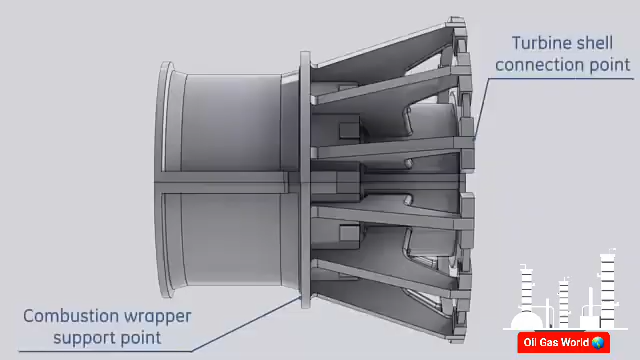 Turbine shell
connection point
Combustion wrapper
support point
Oil Gas World